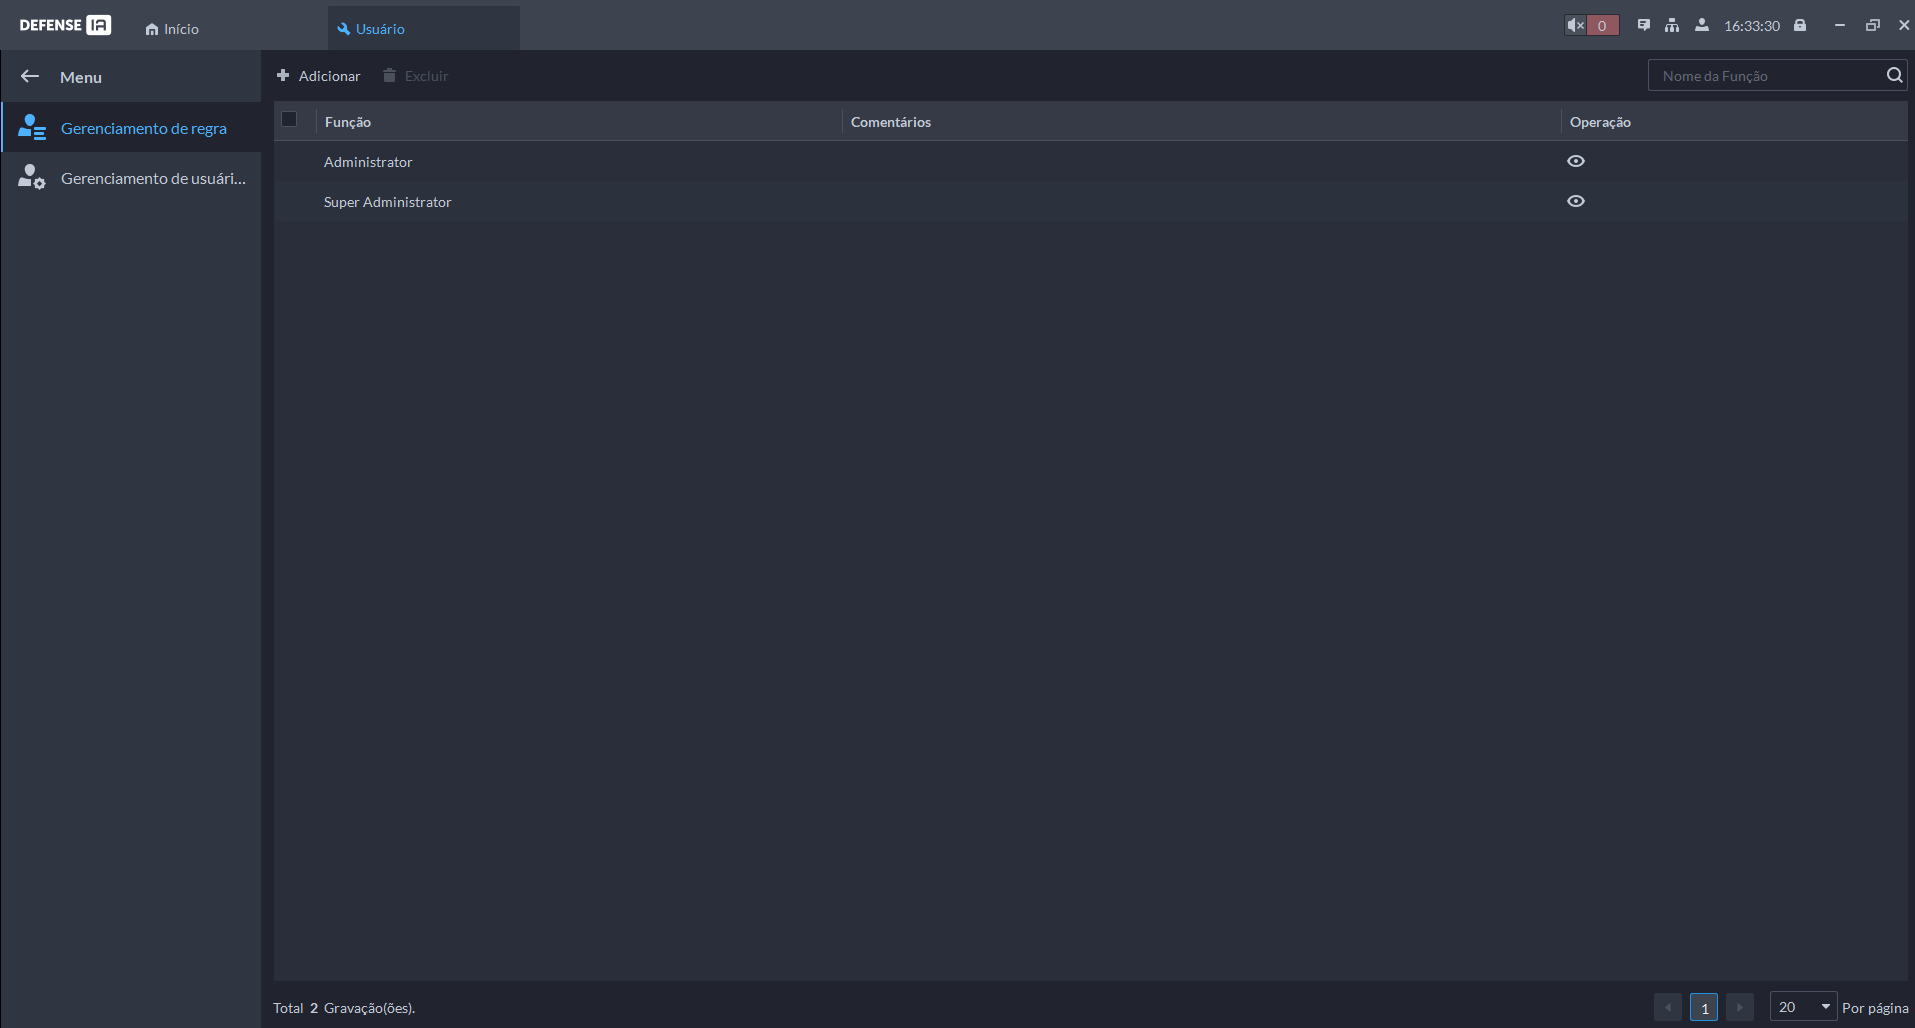 DEFENSE IA
Início
Usuário
0
16:33:30
Menu
Adicionar
Excluir
Nome da Função
Gerenciamento de regra
Gerenciamento de usuári...
Função
Comentários
Operação
Administrator
Super Administrator
Total 2 Gravação(ões).
1
20
Por página